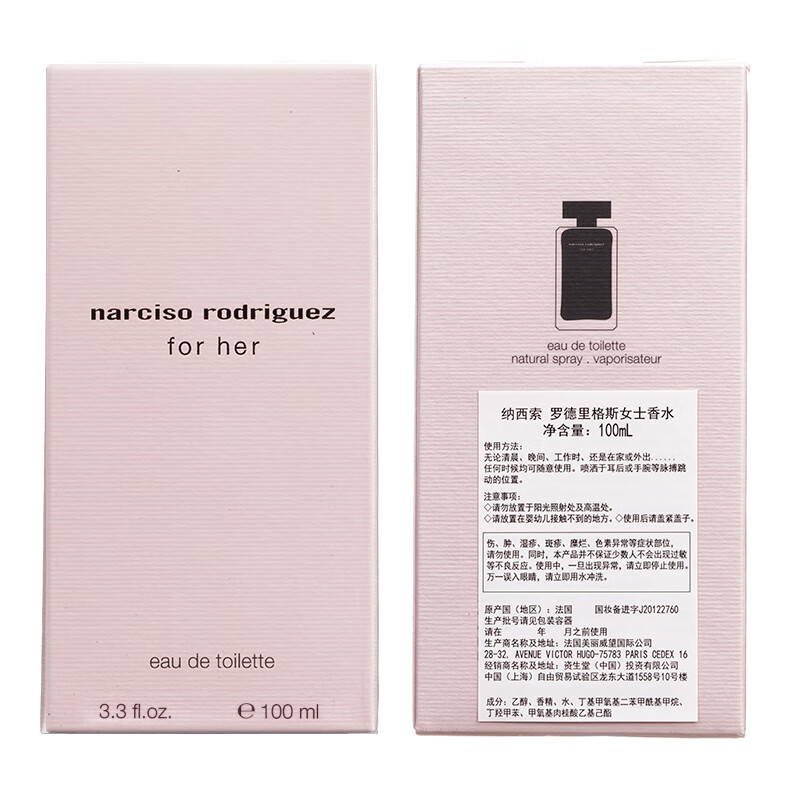 narciso rodriguez
for her
eau de toilette
3.3 fl.oz. ℮ 100 ml
narciso rodriguez
for her
eau de toilette
natural spray . vaporisateur
纳西索 罗德里格斯女士香水
净含量：100mL
使用方法：
无论清晨、晚间、工作时、还是在家或外出......
任何时候均可随意使用。喷洒于耳后或手腕等脉搏跳
动的位置。
注意事项：
◇请勿放置于阳光照射处及高温处。
◇请放置在婴幼儿接触不到的地方。◇使用后请盖紧盖子。
伤、肿、湿疹、斑疹、糜烂、色素异常等症状部位，
请勿使用。同时，本产品并不保证少数人不会出现过敏
等不良反应。使用中，一旦出现异常，请立即停止使用。
万一误入眼睛，请立即用水冲洗。
原产国（地区）：法国 国妆备进字J20122760
生产批号请见包装容器
请在 年 月之前使用
生产商名称及地址：法国美丽威望国际公司
28-32, AVENUE VICTOR HUGO-75783 PARIS CEDEX 16
经销商名称及地址：资生堂（中国）投资有限公司
中国（上海）自由贸易试验区龙东大道1558号10号楼
成分：乙醇、香精、水、丁基甲氧基二苯甲酰基甲烷、
丁羟甲苯、甲氧基肉桂酸乙基己酯